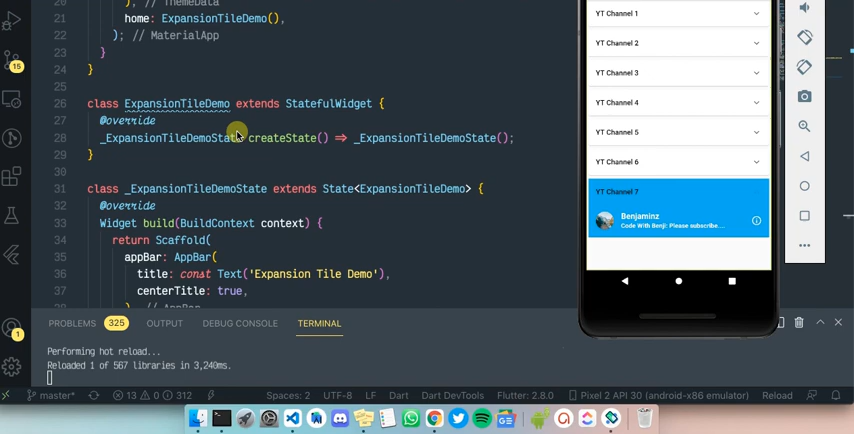 20 ); // ThemeData
21 home: ExpansionTileDemo(),
22 ); // MaterialApp
23 }
24 }
25
26 class ExpansionTileDemo extends StatefulWidget {
27 @override
28 _ExpansionTileDemoState createState() => _ExpansionTileDemoState();
29 }
30
31 class _ExpansionTileDemoState extends State<ExpansionTileDemo> {
32 @override
33 Widget build(BuildContext context) {
34 return Scaffold(
35 appBar: AppBar(
36 title: const Text('Expansion Tile Demo'),
37 centerTitle: true,
38 ), // AppBar
YT Channel 1
YT Channel 2
YT Channel 3
YT Channel 4
YT Channel 5
YT Channel 6
YT Channel 7
Benjaminz
Code With Benji: Please subscribe...
15
1
PROBLEMS 325 OUTPUT DEBUG CONSOLE TERMINAL
Performing hot reload...
Reloaded 1 of 567 libraries in 3,240ms.
master* 13 0 312 Spaces: 2 UTF-8 LF Dart Dart DevTools Flutter: 2.8.0 Pixel 2 API 30 (android-x86 emulator) Reload